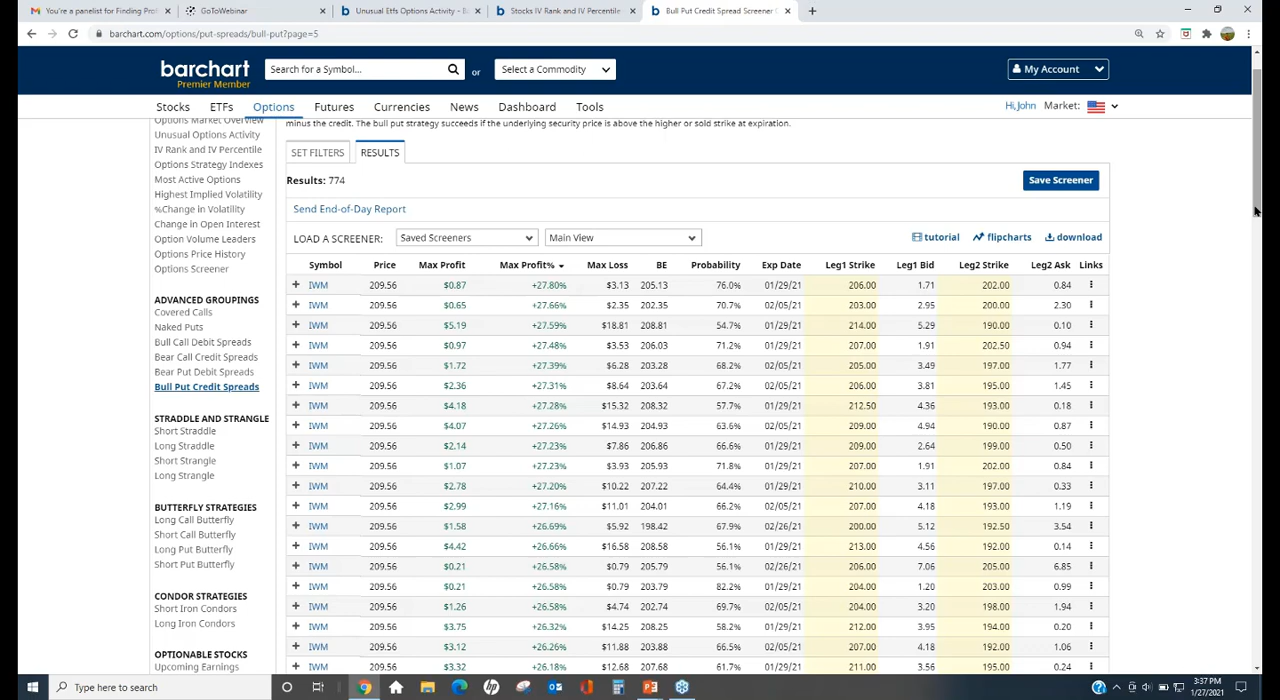 You're a panelist for Finding Pro
GoToWebinar
Unusual Etfs Options Activity - B
Stocks IV Rank and IV Percentile
Bull Put Credit Spread Screener
barchart.com/options/put-spreads/bull-put?page=5
barchart
Premier Member
Search for a Symbol...
or
Select a Commodity
My Account
Stocks ETFs Options Futures Currencies News Dashboard Tools
Hi, John Market:
Options Market Overview
Unusual Options Activity
IV Rank and IV Percentile
Options Strategy Indexes
Most Active Options
Highest Implied Volatility
%Change in Volatility
Change in Open Interest
Option Volume Leaders
Options Price History
Options Screener
ADVANCED GROUPINGS
Covered Calls
Naked Puts
Bull Call Debit Spreads
Bear Call Credit Spreads
Bear Put Debit Spreads
Bull Put Credit Spreads
STRADDLE AND STRANGLE
Short Straddle
Long Straddle
Short Strangle
Long Strangle
BUTTERFLY STRATEGIES
Long Call Butterfly
Short Call Butterfly
Long Put Butterfly
Short Put Butterfly
CONDOR STRATEGIES
Short Iron Condors
Long Iron Condors
OPTIONABLE STOCKS
Upcoming Earnings
minus the credit. The bull put strategy succeeds if the underlying security price is above the higher or sold strike at expiration.
SET FILTERS RESULTS
Results: 774
Save Screener
Send End-of-Day Report
LOAD A SCREENER: Saved Screeners Main View tutorial flipcharts download
Symbol Price Max Profit Max Profit% Max Loss BE Probability Exp Date Leg1 Strike Leg1 Bid Leg2 Strike Leg2 Ask Links
+ IWM 209.56 $0.87 +27.80% $3.13 205.13 76.0% 01/29/21 206.00 1.71 202.00 0.84
+ IWM 209.56 $0.65 +27.66% $2.35 202.35 70.7% 02/05/21 203.00 2.95 200.00 2.30
+ IWM 209.56 $5.19 +27.59% $18.81 208.81 54.7% 01/29/21 214.00 5.29 190.00 0.10
+ IWM 209.56 $0.97 +27.48% $3.53 206.03 71.2% 01/29/21 207.00 1.91 202.50 0.94
+ IWM 209.56 $1.72 +27.39% $6.28 203.28 68.2% 02/05/21 205.00 3.49 197.00 1.77
+ IWM 209.56 $2.36 +27.31% $8.64 203.64 67.2% 02/05/21 206.00 3.81 195.00 1.45
+ IWM 209.56 $4.18 +27.28% $15.32 208.32 57.7% 01/29/21 212.50 4.36 193.00 0.18
+ IWM 209.56 $4.07 +27.26% $14.93 204.93 63.6% 02/05/21 209.00 4.94 190.00 0.87
+ IWM 209.56 $2.14 +27.23% $7.86 206.86 66.6% 01/29/21 209.00 2.64 199.00 0.50
+ IWM 209.56 $1.07 +27.23% $3.93 205.93 71.8% 01/29/21 207.00 1.91 202.00 0.84
+ IWM 209.56 $2.78 +27.20% $10.22 207.22 64.4% 01/29/21 210.00 3.11 197.00 0.33
+ IWM 209.56 $2.99 +27.16% $11.01 204.01 66.2% 02/05/21 207.00 4.18 193.00 1.19
+ IWM 209.56 $1.58 +26.69% $5.92 198.42 67.9% 02/26/21 200.00 5.12 192.50 3.54
+ IWM 209.56 $4.42 +26.66% $16.58 208.58 56.1% 01/29/21 213.00 4.56 192.00 0.14
+ IWM 209.56 $0.21 +26.58% $0.79 205.79 56.1% 02/26/21 206.00 7.06 205.00 6.85
+ IWM 209.56 $0.21 +26.58% $0.79 203.79 82.2% 01/29/21 204.00 1.20 203.00 0.99
+ IWM 209.56 $1.26 +26.58% $4.74 202.74 69.7% 02/05/21 204.00 3.20 198.00 1.94
+ IWM 209.56 $3.75 +26.32% $14.25 208.25 58.2% 01/29/21 212.00 3.95 194.00 0.20
+ IWM 209.56 $3.12 +26.26% $11.88 203.88 66.5% 02/05/21 207.00 4.18 192.00 1.06
+ IWM 209.56 $3.32 +26.18% $12.68 207.68 61.7% 01/29/21 211.00 3.56 195.00 0.24
Type here to search
3:37 PM
1/27/2021